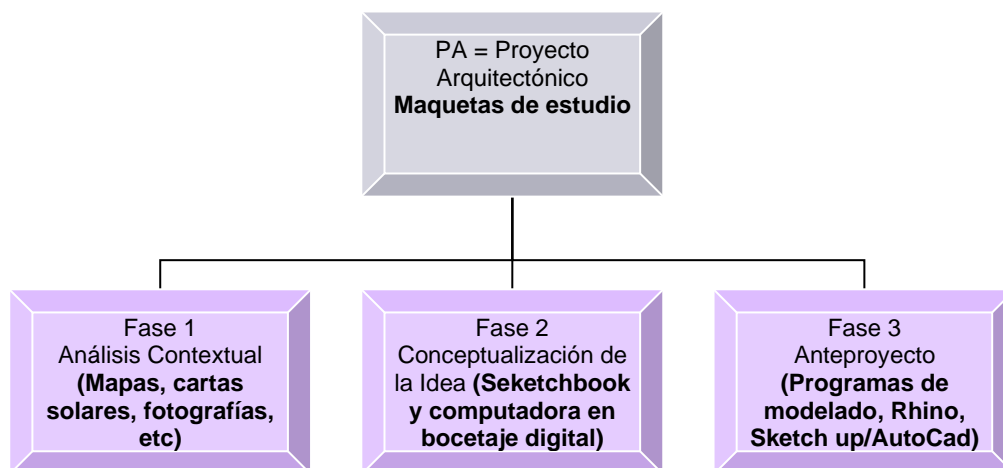 PA = Proyecto
Arquitectónico
Maquetas de estudio
Fase 1
Análisis Contextual
(Mapas, cartas
solares, fotografías,
etc)
Fase 2
Conceptualización de
la Idea (Seketchbook
y computadora en
bocetaje digital)
Fase 3
Anteproyecto
(Programas de
modelado, Rhino,
Sketch up/AutoCad)